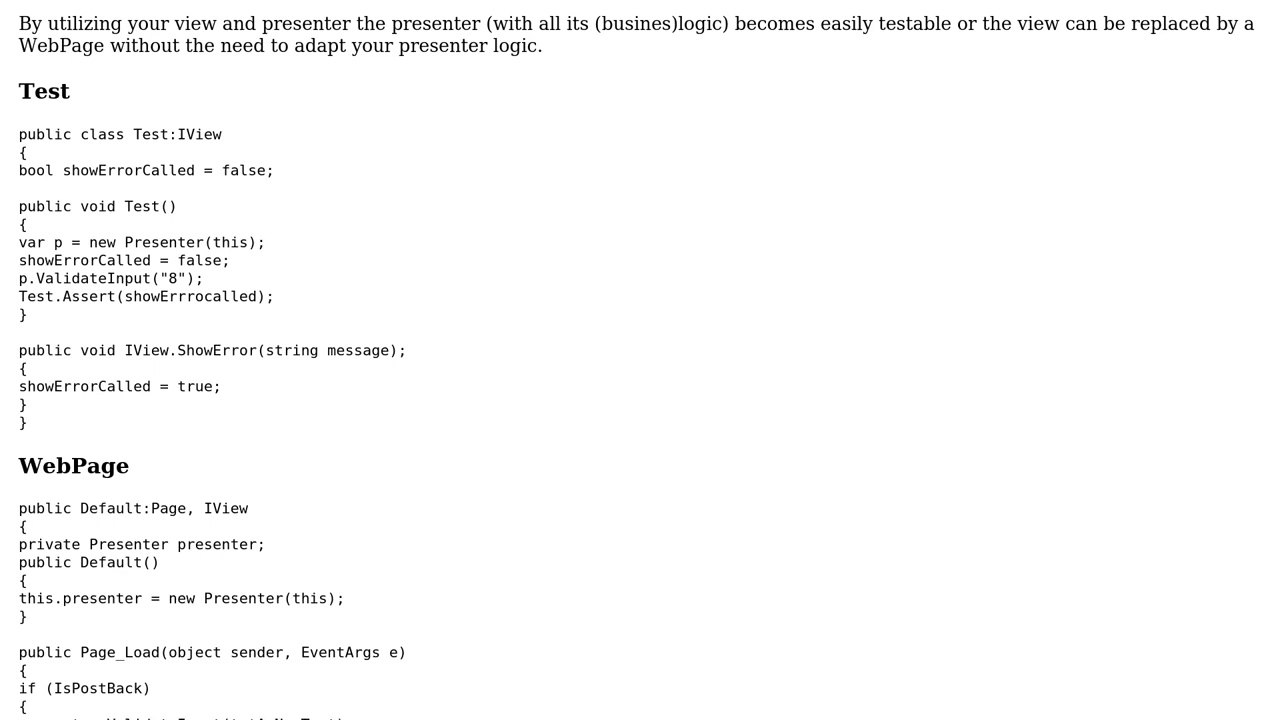 By utilizing your view and presenter the presenter (with all its (busines)logic) becomes easily testable or the view can be replaced by a
WebPage without the need to adapt your presenter logic.
Test
public class Test:IView
{
bool showErrorCalled = false;
public void Test()
{
var p = new Presenter(this);
showErrorCalled = false;
p.ValidateInput("8");
Test.Assert(showErrrocalled);
}
public void IView.ShowError(string message);
{
showErrorCalled = true;
}
}
WebPage
public Default:Page, IView
{
private Presenter presenter;
public Default()
{
this.presenter = new Presenter(this);
}
public Page_Load(object sender, EventArgs e)
{
if (IsPostBack)
{